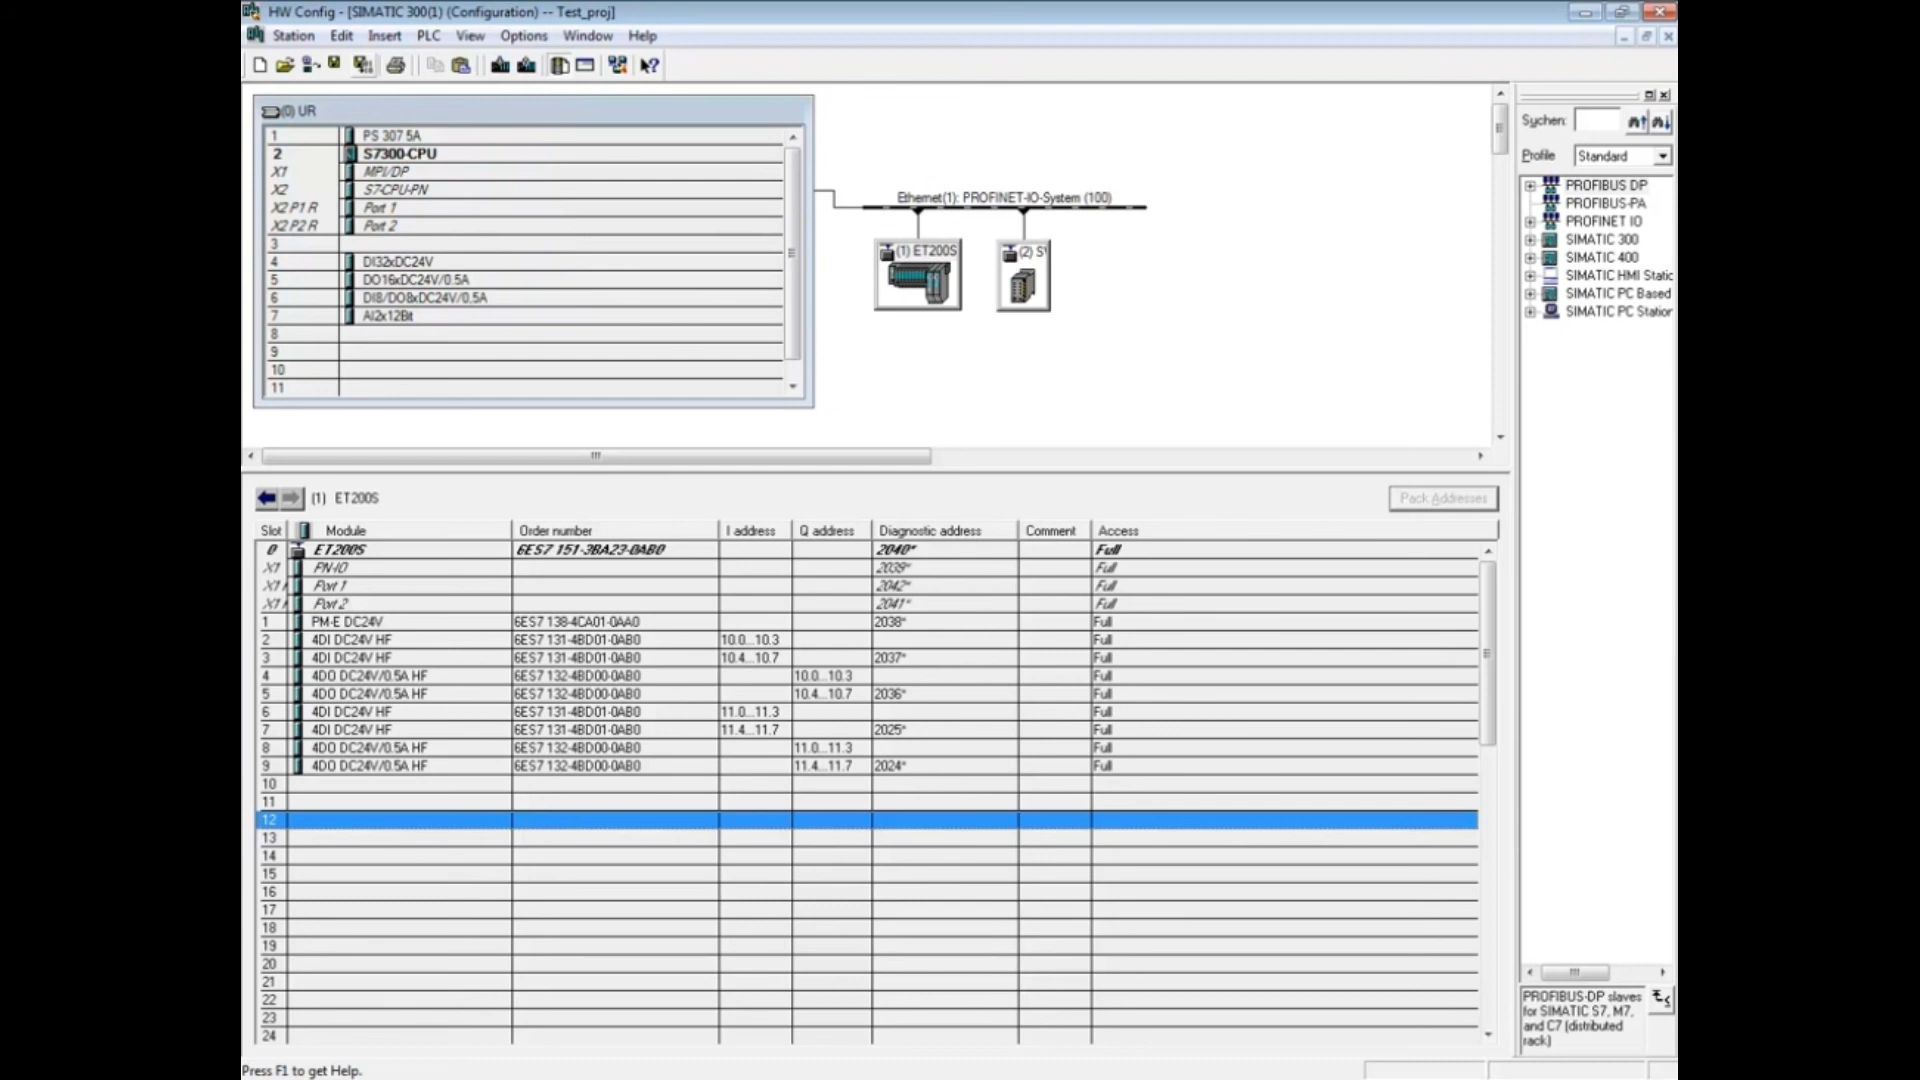 HW Config - [SIMATIC 300(1) (Configuration) -- Test_proj]
Station Edit Insert PLC View Options Window Help
(0) UR
1 PS 307 5A
2 S7300-CPU
X1 MPI/DP
X2 S7-CPU-PN
X2 P1 R Port 1
X2 P2 R Port 2
3
4 DI32xDC24V
5 DO16xDC24V/0.5A
6 DI8/DO8xDC24V/0,5A
7 AI2x12Bit
8
9
10
11
Ethernet(1): PROFINET-IO-System (100)
(1) ET200S
(2) S
Suchen:
Profile Standard
PROFIBUS DP
PROFIBUS-PA
PROFINET IO
SIMATIC 300
SIMATIC 400
SIMATIC HMI Static
SIMATIC PC Based
SIMATIC PC Station
(1) ET200S
Pack Addresses
Slot Module Order number I address Q address Diagnostic address Comment Access
0 ET200S 6ES7 151-3BA23-0AB0 2040* Full
X1 PN-IO 2039* Full
X1 Port 1 2042* Full
X1 Port 2 2041* Full
1 PM-E DC24V 6ES7 138-4CA01-0AA0 2038* Full
2 4DI DC24V HF 6ES7 131-4BD01-0AB0 10.0...10.3 Full
3 4DI DC24V HF 6ES7 131-4BD01-0AB0 10.4...10.7 2037* Full
4 4DO DC24V/0.5A HF 6ES7 132-4BD00-0AB0 10.0...10.3 Full
5 4DO DC24V/0.5A HF 6ES7 132-4BD00-0AB0 10.4...10.7 2036* Full
6 4DI DC24V HF 6ES7 131-4BD01-0AB0 11.0...11.3 Full
7 4DI DC24V HF 6ES7 131-4BD01-0AB0 11.4...11.7 2025* Full
8 4DO DC24V/0.5A HF 6ES7 132-4BD00-0AB0 11.0...11.3 Full
9 4DO DC24V/0.5A HF 6ES7 132-4BD00-0AB0 11.4...11.7 2024* Full
10
11
12
13
14
15
16
17
18
19
20
21
22
23
24
PROFIBUS-DP slaves
for SIMATIC S7, M7,
and C7 (distributed
rack)
Press F1 to get Help.